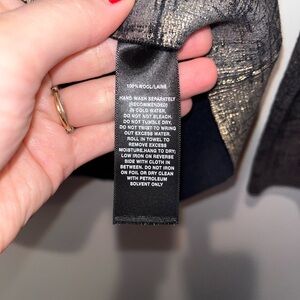 100%WOOL/LAINE
HAND WASH SEPARATELY
(RECOMMENDED
IN COLD WATER.
DO NOT NOT BLEACH.
DO NOT TUMBLE DRY.
DO NOT TWIST TO WRING
OUT EXCESS WATER.
ROLL IN TOWEL TO
REMOVE EXCESS
MOISTURE.HANG DRY)
LOW IRON ON REVERSE
SIDE WITH CLOTH IN
BETWEEN. DO NOT IRON
ON FOIL OR DRY CLEAN
WITH PETROLEUM
SOLVENT ONLY